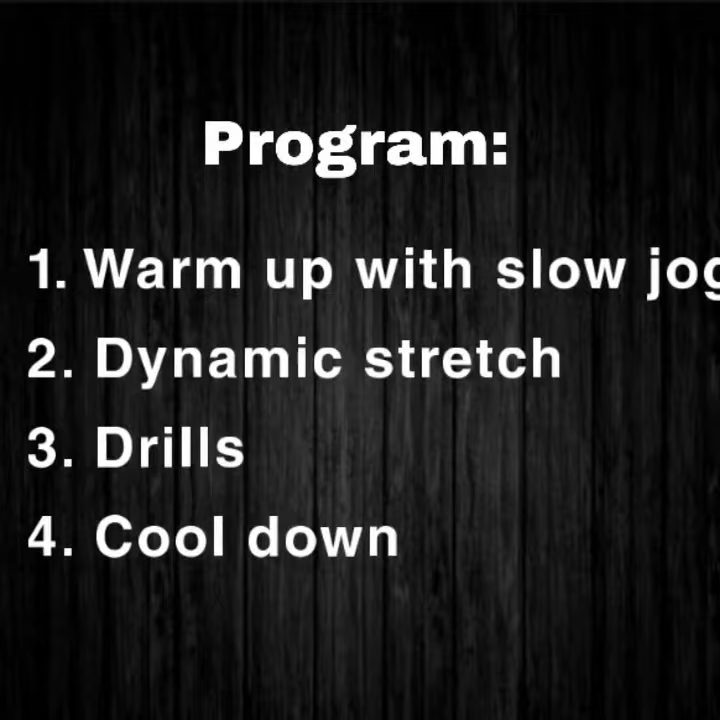 Program:
1. Warm up with slow jog
2. Dynamic stretch
3. Drills
4. Cool down